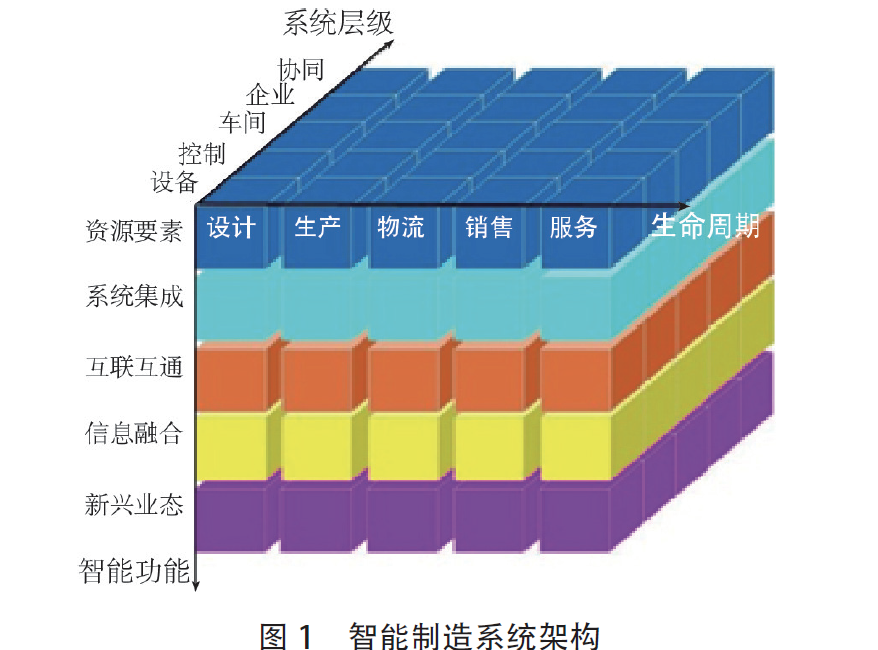 系统层级
协同
企业
车间
控制
设备
资源要素
设计 生产 物流 销售 服务 生命周期
系统集成
互联互通
信息融合
新兴业态
智能功能
图 1 智能制造系统架构